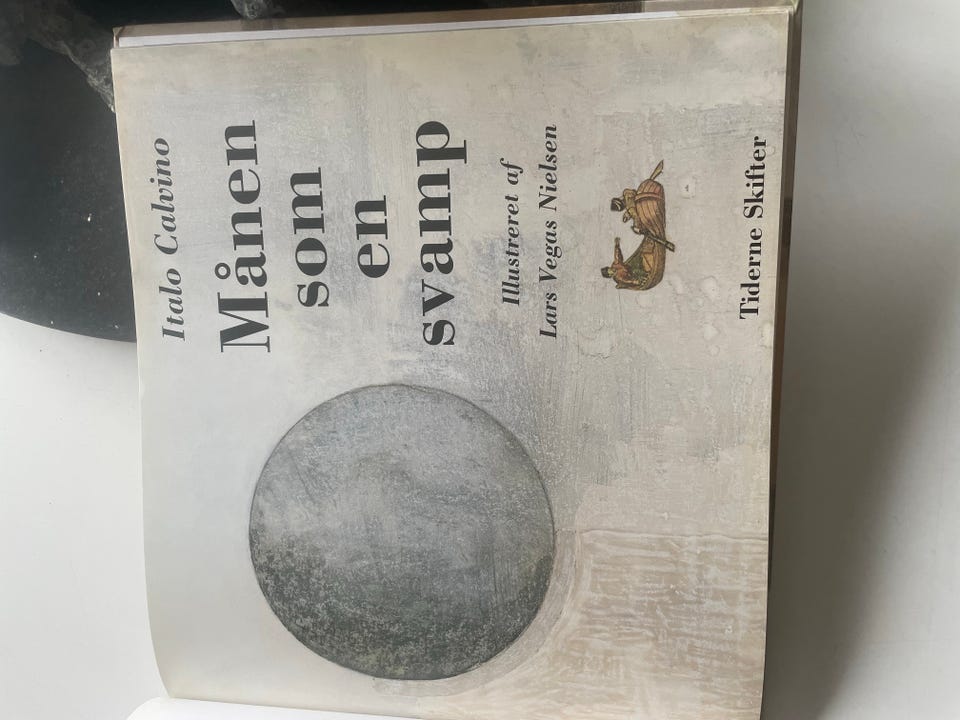 Italo Calvino
Månen
som
en
svamp
Illustreret af
Lars Vegas Nielsen
Tiderne Skifter